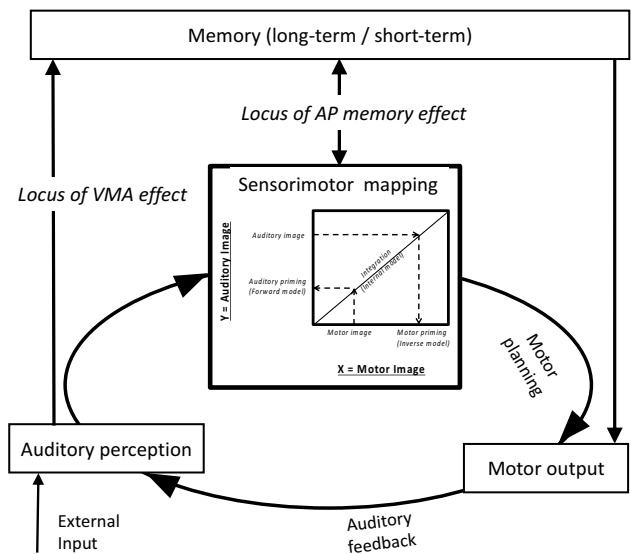 Memory (long-term / short-term)
Locus of AP memory effect
Locus of VMA effect
Sensorimotor mapping
Y = Auditory Image
Auditory image
Integration
(Internal model)
Auditory priming
(Forward model)
Motor image
Motor priming
(Inverse model)
X = Motor Image
Motor
planning
Auditory perception
Motor output
External
Input
Auditory
feedback